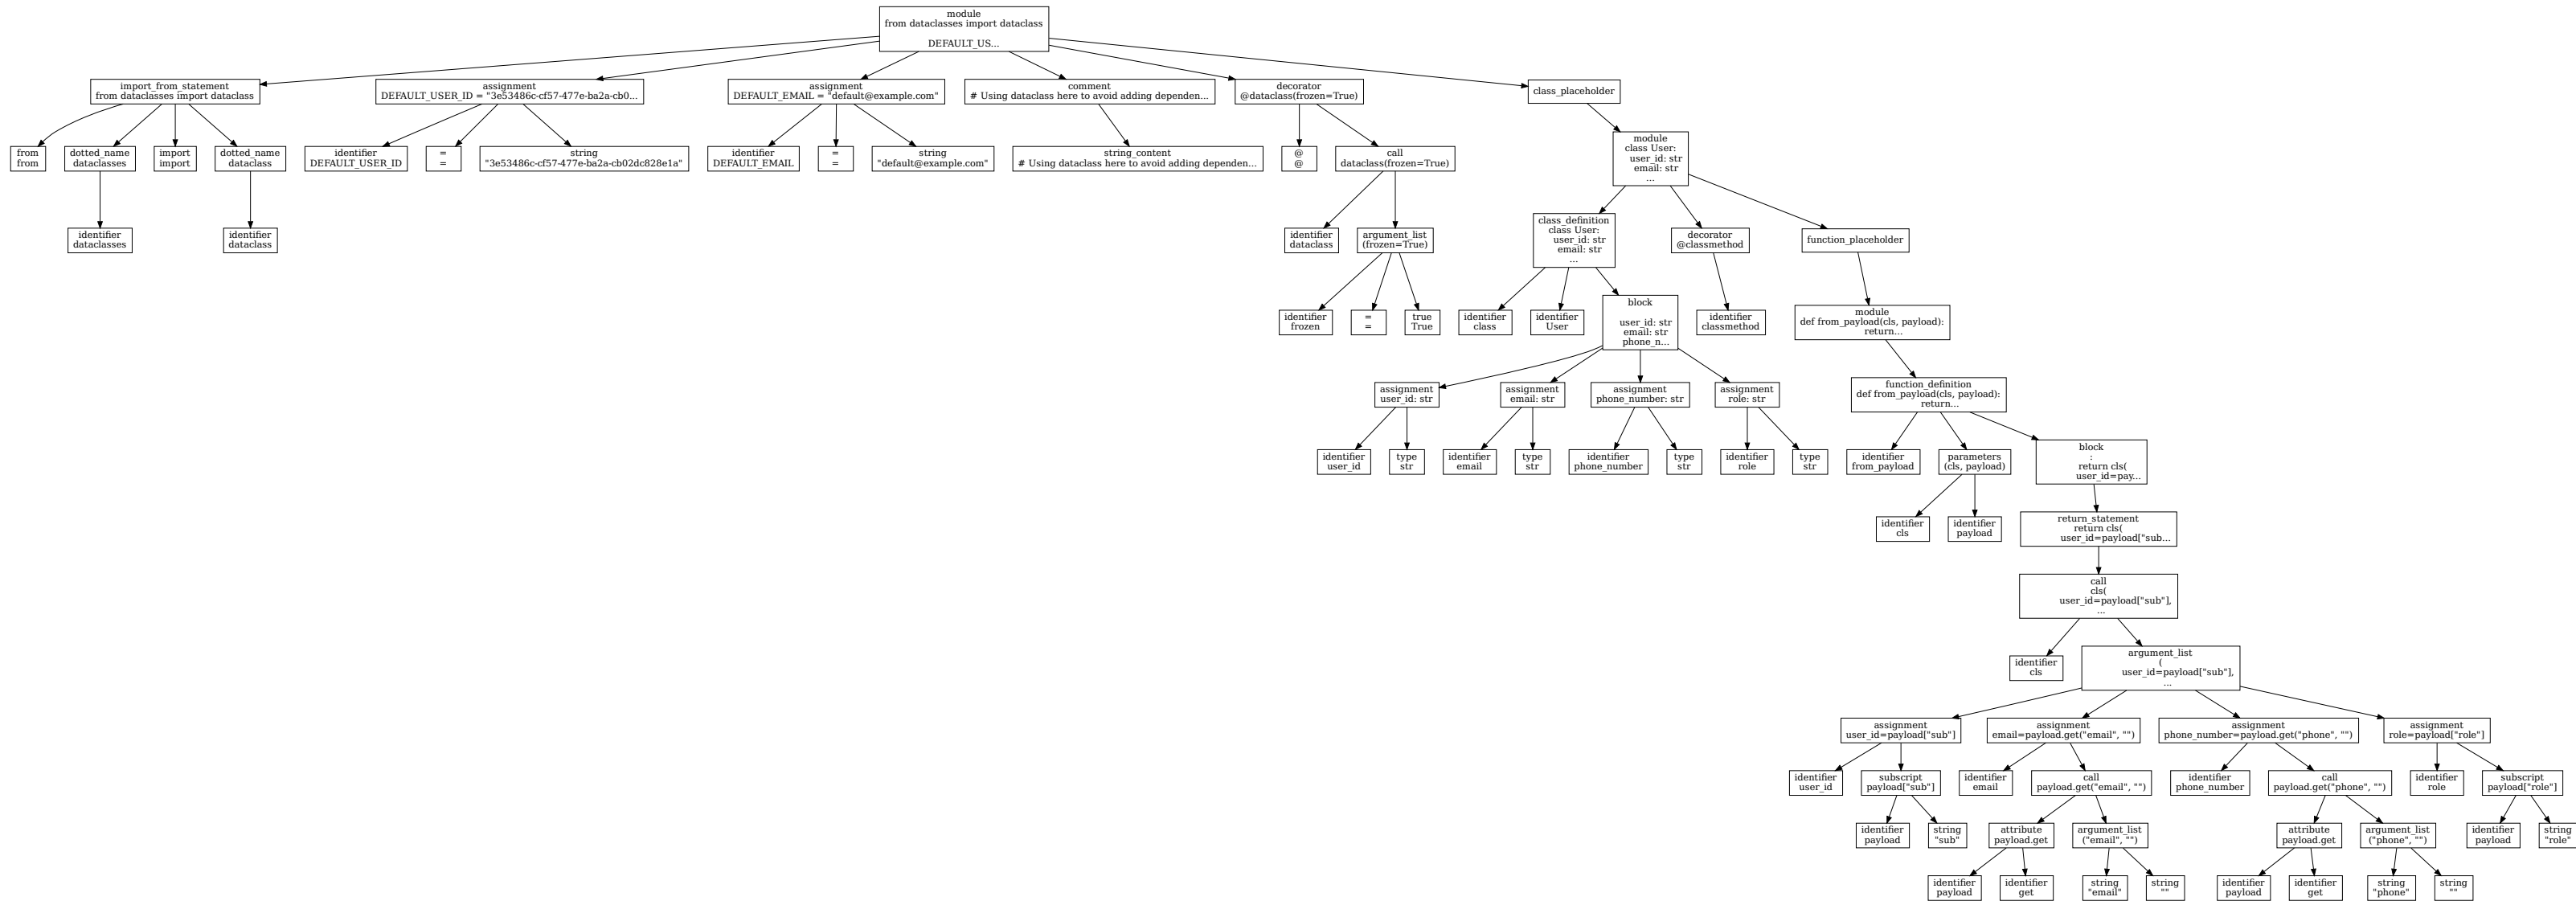 module
from dataclasses import dataclass
DEFAULT_US...
import_from_statement
from dataclasses import dataclass
assignment
DEFAULT_USER_ID = "3e53486c-cf57-477e-ba2a-cb0...
assignment
DEFAULT_EMAIL = "default@example.com"
comment
# Using dataclass here to avoid adding dependen...
decorator
@dataclass(frozen=True)
class_placeholder
from
from
dotted_name
dataclasses
import
import
dotted_name
dataclass
identifier
DEFAULT_USER_ID
=
=
string
"3e53486c-cf57-477e-ba2a-cb02dc828e1a"
identifier
DEFAULT_EMAIL
=
=
string
"default@example.com"
string_content
# Using dataclass here to avoid adding dependen...
@
@
call
dataclass(frozen=True)
module
class User:
user_id: str
email: str
...
identifier
dataclasses
identifier
dataclass
identifier
dataclass
argument_list
(frozen=True)
class_definition
class User:
user_id: str
email: str
...
decorator
@classmethod
function_placeholder
identifier
frozen
=
=
true
True
identifier
class
identifier
User
block
user_id: str
email: str
phone_n...
identifier
classmethod
module
def from_payload(cls, payload):
return...
assignment
user_id: str
assignment
email: str
assignment
phone_number: str
assignment
role: str
function_definition
def from_payload(cls, payload):
return...
identifier
user_id
type
str
identifier
email
type
str
identifier
phone_number
type
str
identifier
role
type
str
identifier
from_payload
parameters
(cls, payload)
block
:
return cls(
user_id=pay...
identifier
cls
identifier
payload
return_statement
return cls(
user_id=payload["sub...
call
cls(
user_id=payload["sub"],
...
identifier
cls
argument_list
(
user_id=payload["sub"],
...
assignment
user_id=payload["sub"]
assignment
email=payload.get("email", "")
assignment
phone_number=payload.get("phone", "")
assignment
role=payload["role"]
identifier
user_id
subscript
payload["sub"]
identifier
email
call
payload.get("email", "")
identifier
phone_number
call
payload.get("phone", "")
identifier
role
subscript
payload["role"]
identifier
payload
string
"sub"
attribute
payload.get
argument_list
("email", "")
attribute
payload.get
argument_list
("phone", "")
identifier
payload
string
"role"
identifier
payload
identifier
get
string
"email"
string
""
identifier
payload
identifier
get
string
"phone"
string
""